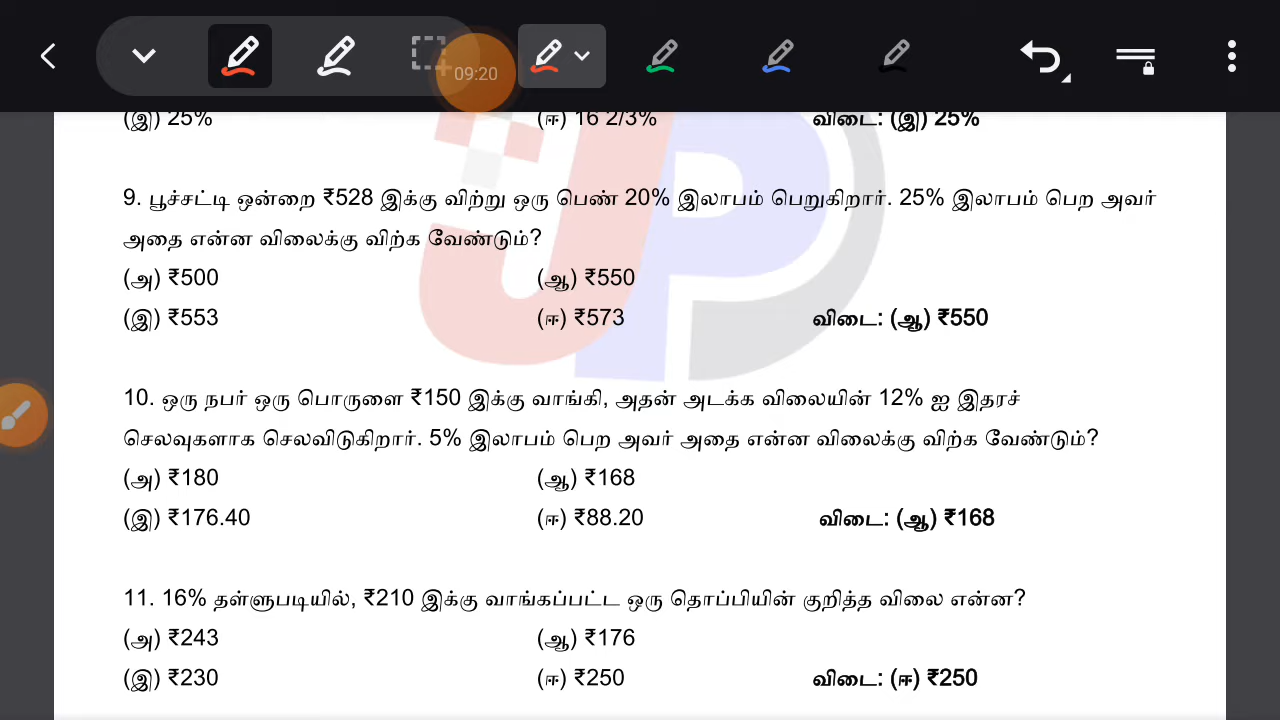 09:20
(இ) 25% (ஈ) 16 2/3% விடை: (இ) 25%
9. பூச்சட்டி ஒன்றை ₹528 இக்கு விற்று ஒரு பெண் 20% இலாபம் பெறுகிறார். 25% இலாபம் பெற அவர்
அதை என்ன விலைக்கு விற்க வேண்டும்?
(அ) ₹500 (ஆ) ₹550
(இ) ₹553 (ஈ) ₹573 விடை: (ஆ) ₹550
10. ஒரு நபர் ஒரு பொருளை ₹150 இக்கு வாங்கி, அதன் அடக்க விலையின் 12% ஐ இதரச்
செலவுகளாக செலவிடுகிறார். 5% இலாபம் பெற அவர் அதை என்ன விலைக்கு விற்க வேண்டும்?
(அ) ₹180 (ஆ) ₹168
(இ) ₹176.40 (ஈ) ₹88.20 விடை: (ஆ) ₹168
11. 16% தள்ளுபடியில், ₹210 இக்கு வாங்கப்பட்ட ஒரு தொப்பியின் குறித்த விலை என்ன?
(அ) ₹243 (ஆ) ₹176
(இ) ₹230 (ஈ) ₹250 விடை: (ஈ) ₹250